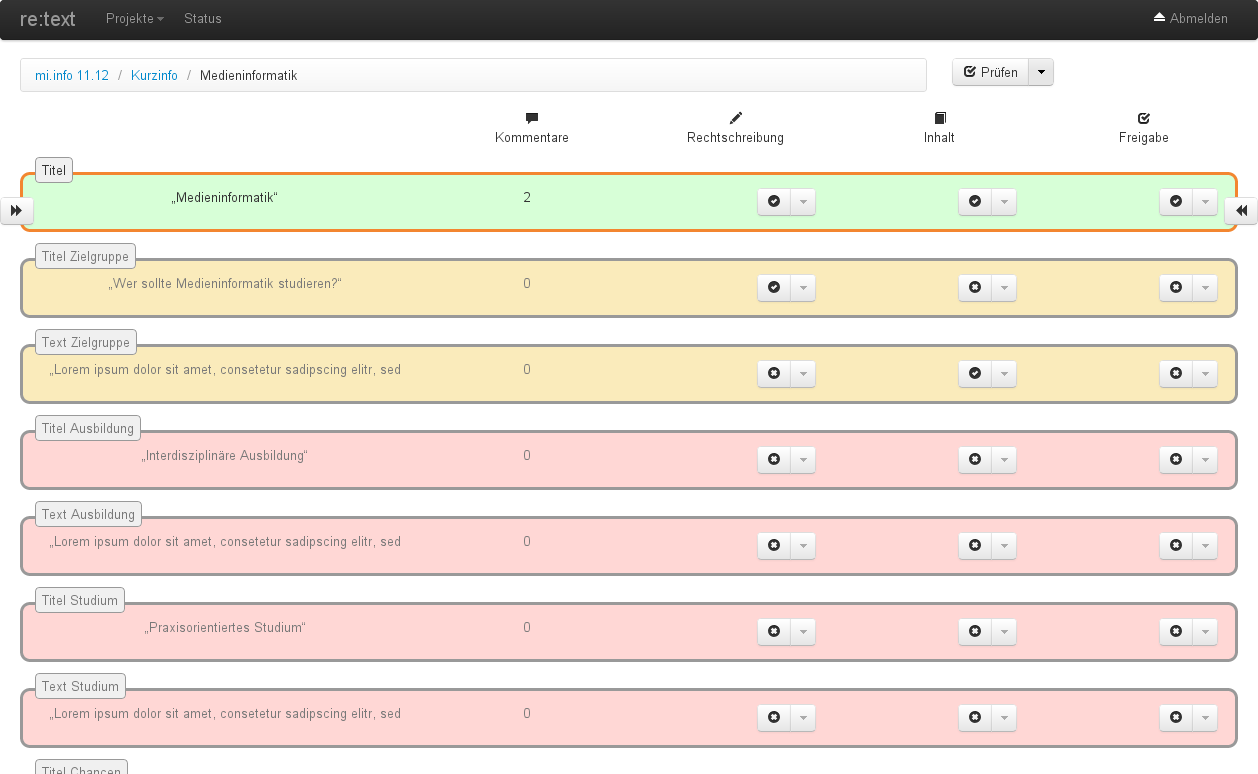 re:text Projekte Status Abmelden
mi.info 11.12 / Kurzinfo / Medieninformatik Prüfen
Kommentare Rechtschreibung Inhalt Freigabe
Titel
„Medieninformatik“ 2
Titel Zielgruppe
„Wer sollte Medieninformatik studieren?“ 0
Text Zielgruppe
„Lorem ipsum dolor sit amet, consetetur sadipscing elitr, sed 0
Titel Ausbildung
„Interdisziplinäre Ausbildung“ 0
Text Ausbildung
„Lorem ipsum dolor sit amet, consetetur sadipscing elitr, sed 0
Titel Studium
„Praxisorientiertes Studium“ 0
Text Studium
„Lorem ipsum dolor sit amet, consetetur sadipscing elitr, sed 0
Titel Chancen